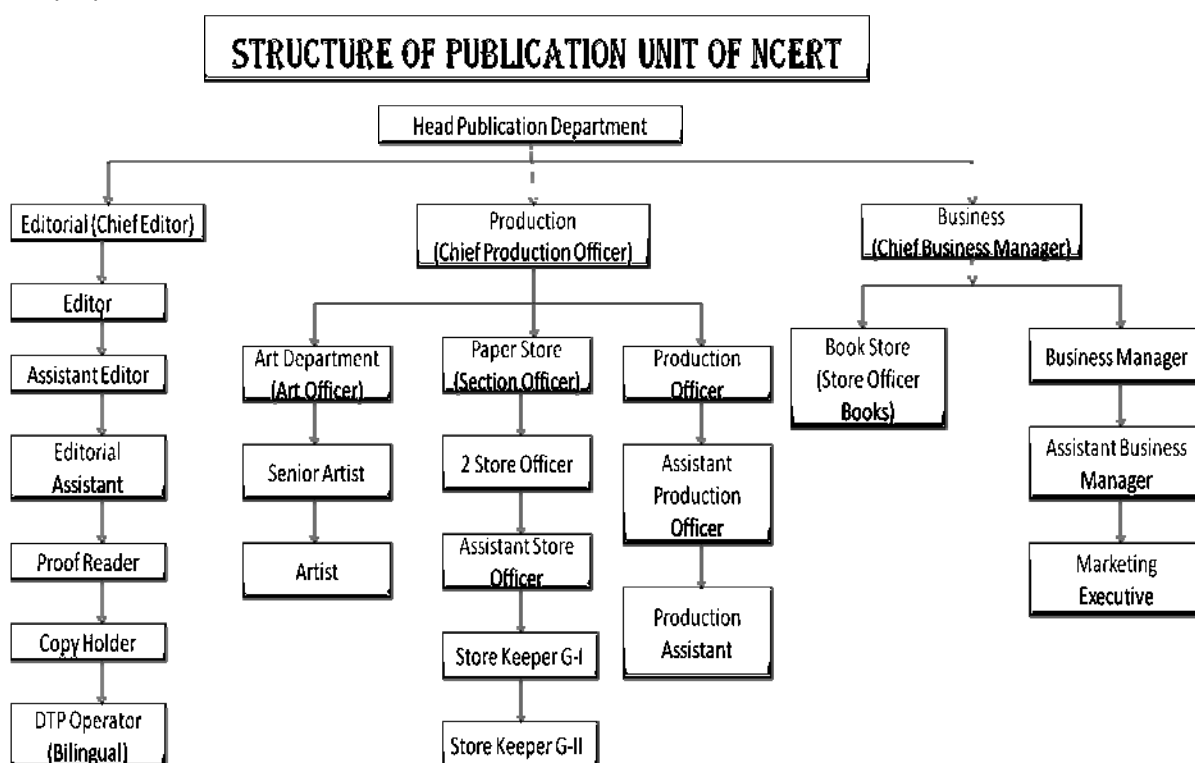 STRUCTURE OF PUBLICATION UNIT OF NCERT
Head Publication Department
Editorial (Chief Editor)
Editor
Assistant Editor
Editorial
Assistant
Proof Reader
Copy Holder
DTP Operator
(Bilingual)
Production
(Chief Production Officer)
Art Department
(Art Officer)
Senior Artist
Artist
Paper Store
(Section Officer)
2 Store Officer
Assistant Store
Officer
Store Keeper G-I
Store Keeper G-II
Production
Officer
Assistant
Production
Officer
Production
Assistant
Business
(Chief Business Manager)
Book Store
(Store Officer
Books)
Business Manager
Assistant Business
Manager
Marketing
Executive